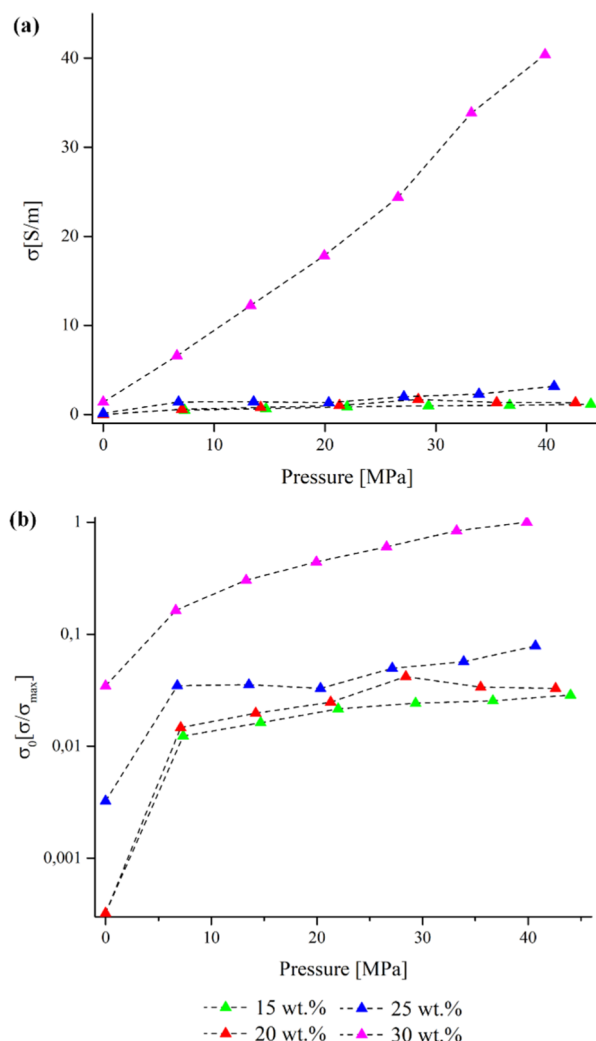 (a)
40
30
20
10
0
σ[S/m]
0 10 20 30 40
Pressure [MPa]
(b)
1
0,1
0,01
0,001
σ₀[σ/σmax]
0 10 20 30 40
Pressure [MPa]
15 wt.% 25 wt.%
20 wt.% 30 wt.%